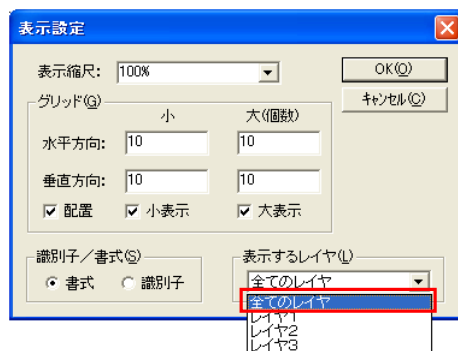 表示設定
表示縮尺: 100%
OK(O)
キャンセル(C)
グリッド(G)
小 大(個数)
水平方向: 10 10
垂直方向: 10 10
配置 小表示 大表示
識別子/書式(S)
書式 識別子
表示するレイヤ(L)
全てのレイヤ
全てのレイヤ
レイヤ1
レイヤ2
レイヤ3